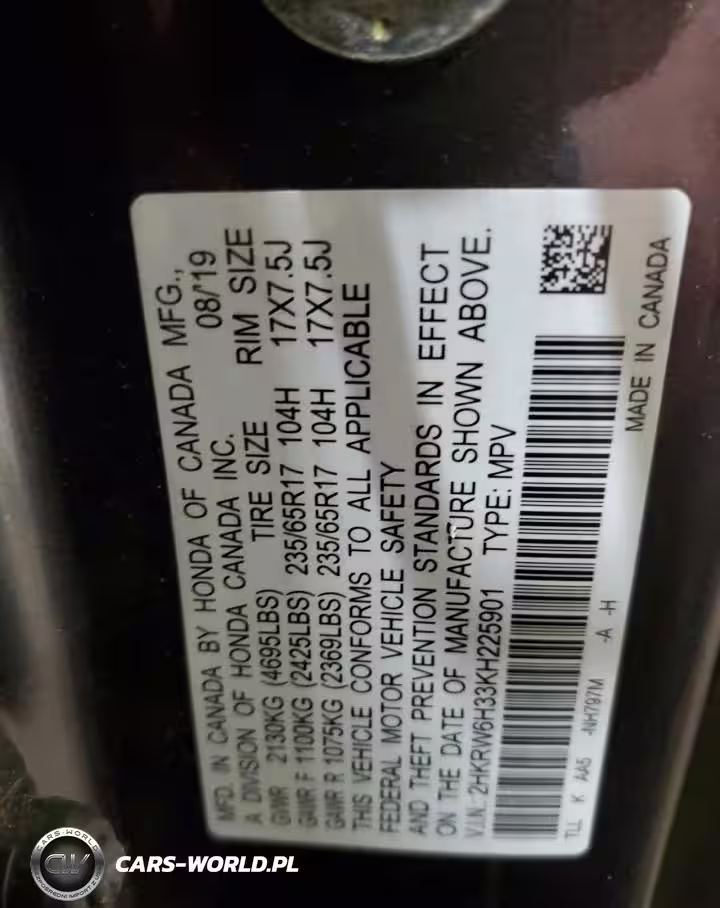 MFD. IN CANADA BY HONDA OF CANADA MFG.,
A DIVISION OF HONDA CANADA INC. 08/'19
GVWR 2130KG (4695LBS) TIRE SIZE RIM SIZE
GAWR F 1100KG (2425LBS) 235/65R17 104H 17X7.5J
GAWR R 1075KG (2369LBS) 235/65R17 104H 17X7.5J
THIS VEHICLE CONFORMS TO ALL APPLICABLE
FEDERAL MOTOR VEHICLE SAFETY
AND THEFT PREVENTION STANDARDS IN EFFECT
ON THE DATE OF MANUFACTURE SHOWN ABOVE.
V.I.N.: 2HKRW6H33KH225901 TYPE: MPV
TLL K AA5 -NH797M -A -H
MADE IN CANADA
CARS-WORLD
CW
CARS-WORLD.PL